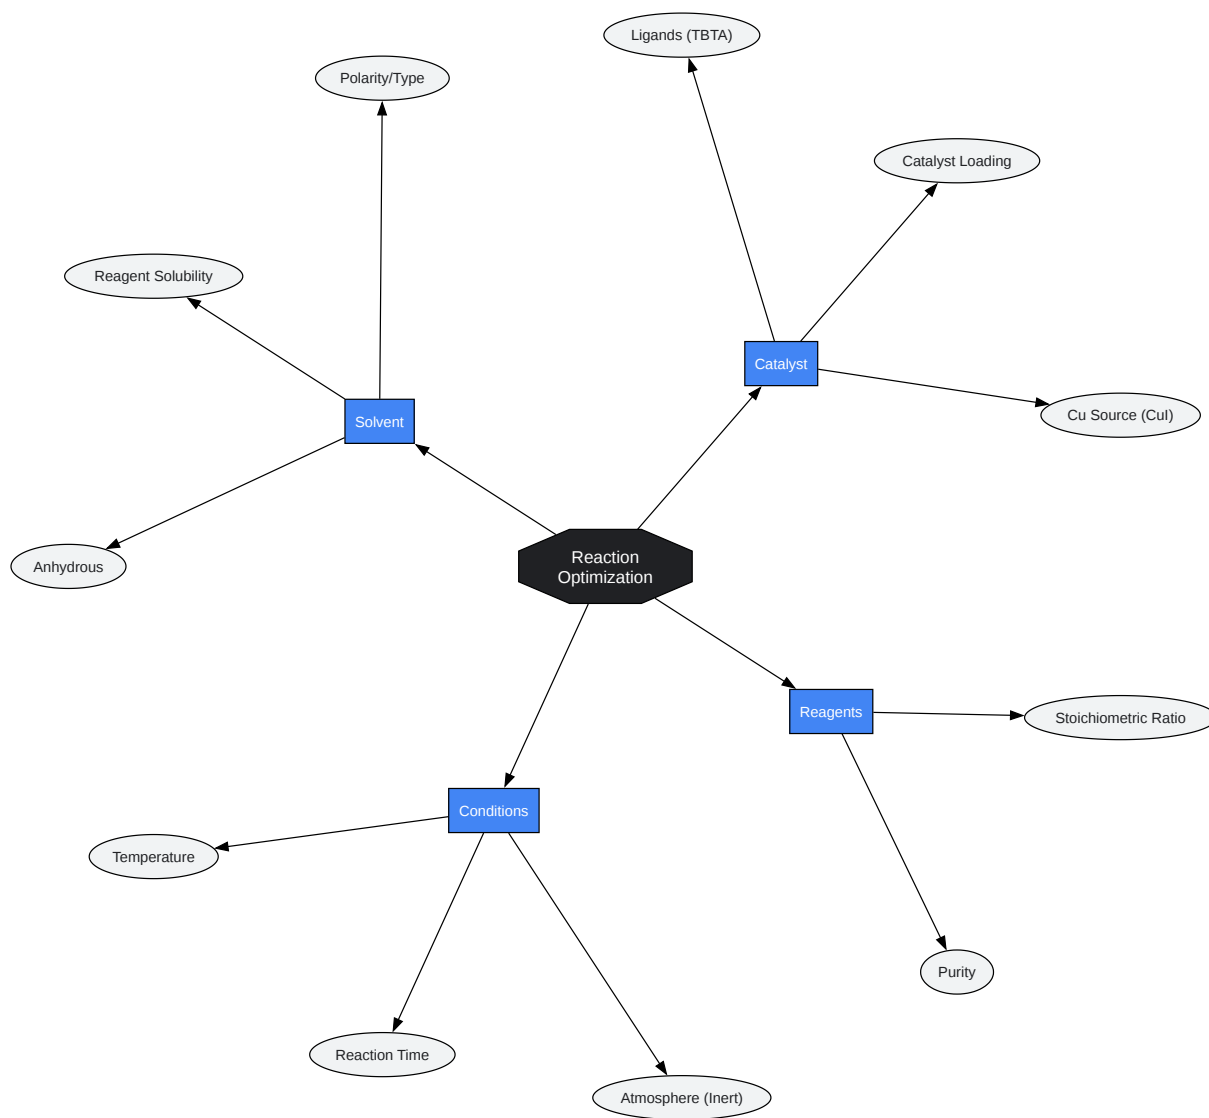 Ligands (TBTA)
Polarity/Type
Catalyst Loading
Reagent Solubility
Catalyst
Cu Source (CuI)
Solvent
Anhydrous
Reaction
Optimization
Reagents
Stoichiometric Ratio
Conditions
Temperature
Purity
Reaction Time
Atmosphere (Inert)